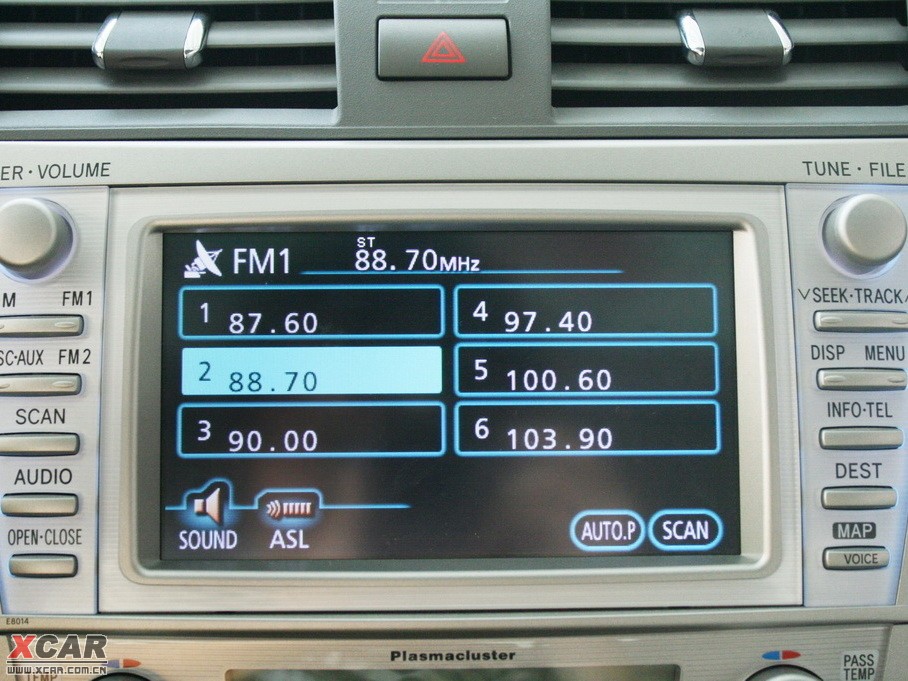 ER·VOLUME
TUNE·FILE
M FM1
SC·AUX FM2
SCAN
AUDIO
OPEN·CLOSE
E8014
FM1
ST
88.70MHz
1 87.60
2 88.70
3 90.00
4 97.40
5 100.60
6 103.90
SOUND
ASL
AUTO.P
SCAN
SEEK·TRACK
DISP MENU
INFO·TEL
DEST
MAP
VOICE
Plasmacluster
PASS
TEMP
TEMP
XCAR
www.xcar.com.cn